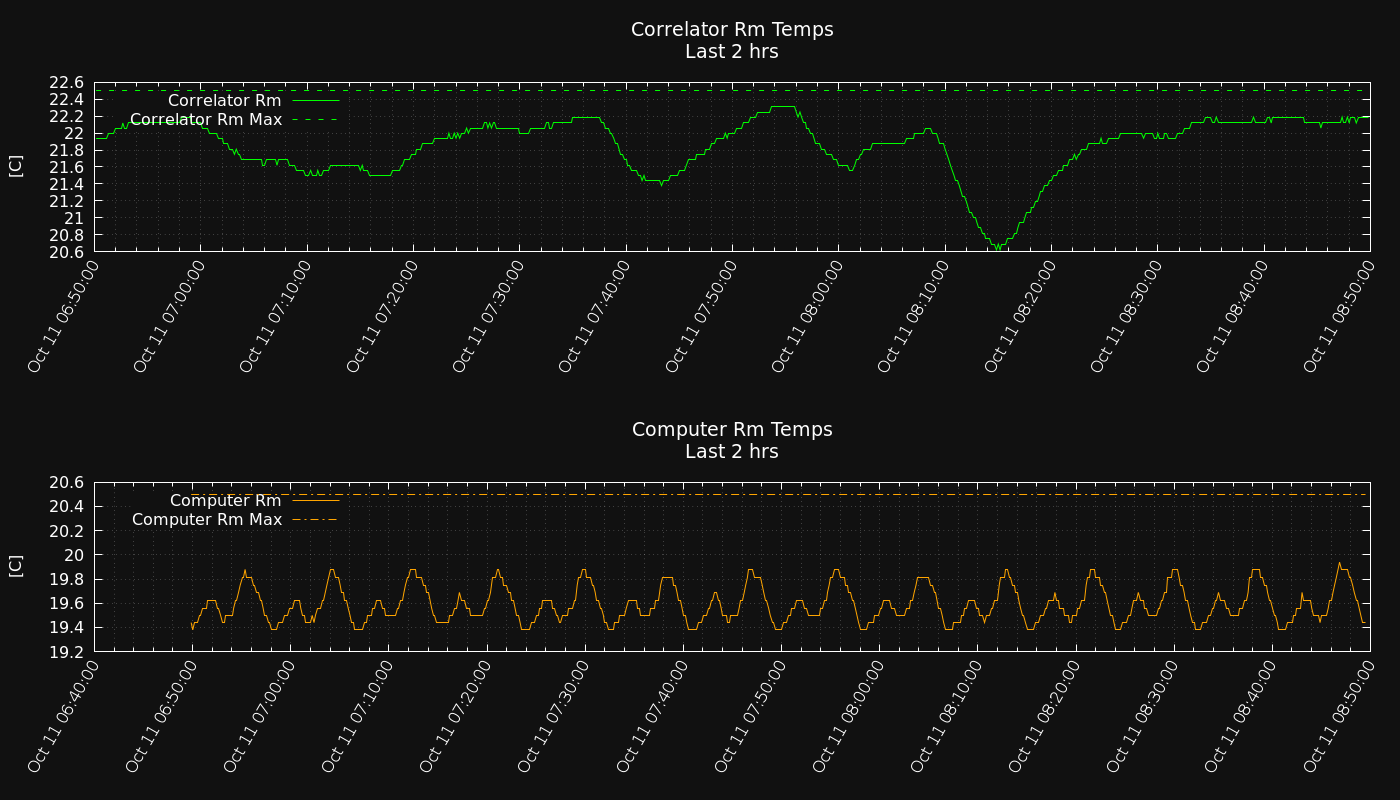 Correlator Rm Temps
Last 2 hrs
22.6
22.4
22.2
22
21.8
21.6
21.4
21.2
21
20.8
20.6
[C]
Correlator Rm
Correlator Rm Max
Oct 11 06:50:00
Oct 11 07:00:00
Oct 11 07:10:00
Oct 11 07:20:00
Oct 11 07:30:00
Oct 11 07:40:00
Oct 11 07:50:00
Oct 11 08:00:00
Oct 11 08:10:00
Oct 11 08:20:00
Oct 11 08:30:00
Oct 11 08:40:00
Oct 11 08:50:00
Computer Rm Temps
Last 2 hrs
20.6
20.4
20.2
20
19.8
19.6
19.4
19.2
[C]
Computer Rm
Computer Rm Max
Oct 11 06:40:00
Oct 11 06:50:00
Oct 11 07:00:00
Oct 11 07:10:00
Oct 11 07:20:00
Oct 11 07:30:00
Oct 11 07:40:00
Oct 11 07:50:00
Oct 11 08:00:00
Oct 11 08:10:00
Oct 11 08:20:00
Oct 11 08:30:00
Oct 11 08:40:00
Oct 11 08:50:00